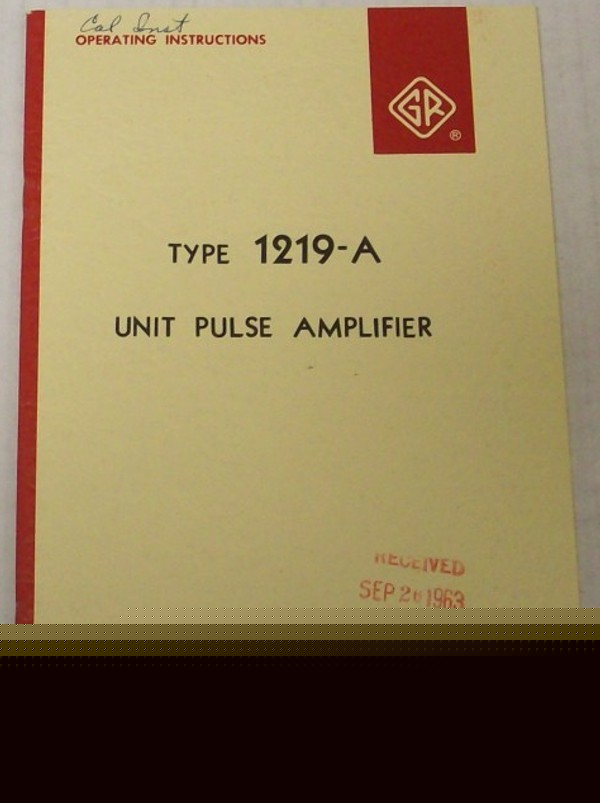 Cal Inst
OPERATING INSTRUCTIONS
GR
®
TYPE 1219-A
UNIT PULSE AMPLIFIER
RECEIVED
SEP 26 1963